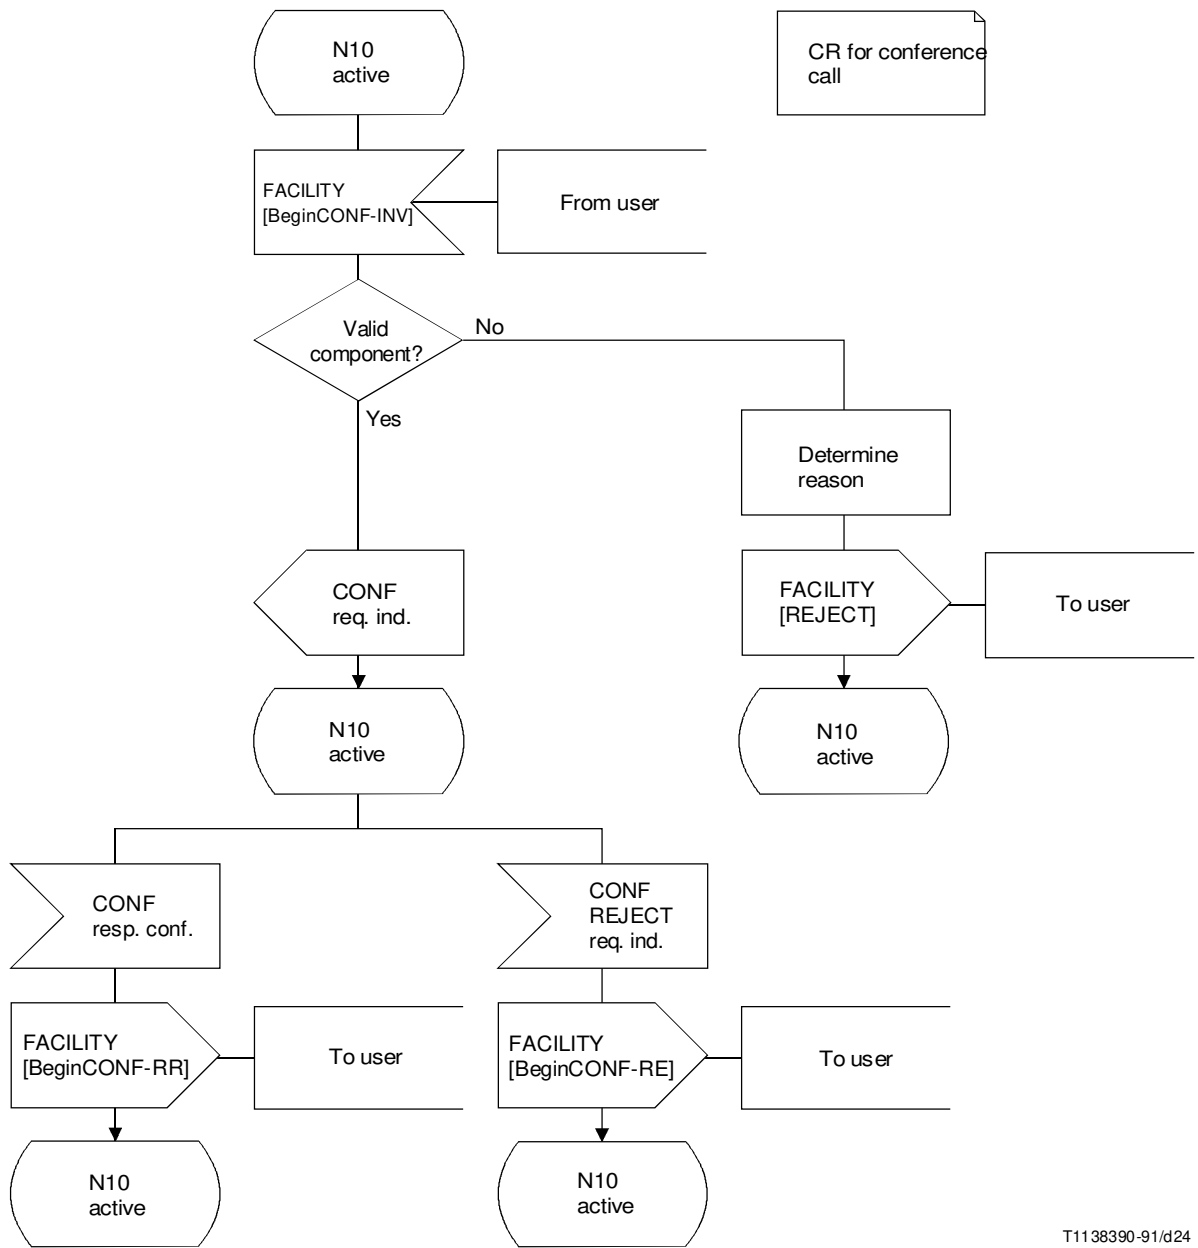 N10
active
CR for conference
call
FACILITY
[BeginCONF-INV]
From user
Valid
component?
No
Yes
Determine
reason
CONF
req. ind.
FACILITY
[REJECT]
To user
N10
active
N10
active
CONF
resp. conf.
CONF
REJECT
req. ind.
FACILITY
[BeginCONF-RR]
To user
FACILITY
[BeginCONF-RE]
To user
N10
active
N10
active
T1138390-91/d24